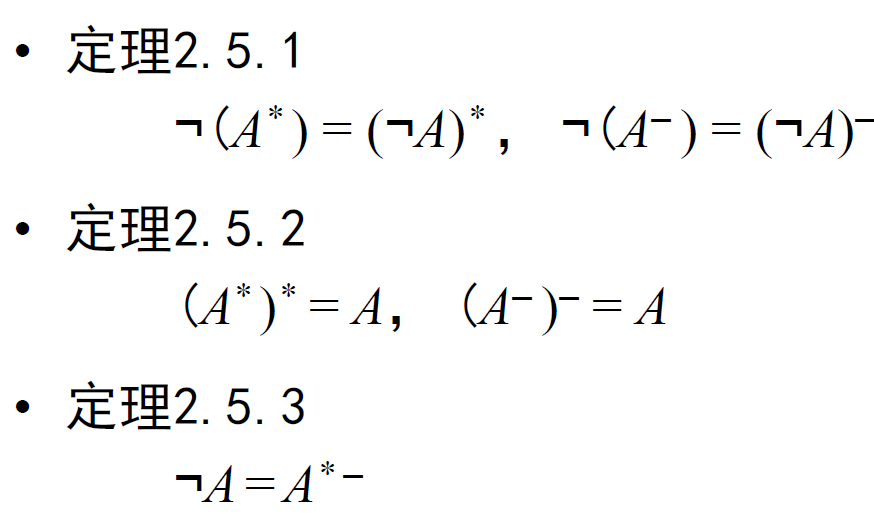 • 定理2.5.1
¬(A*) = (¬A)*, ¬(A−) = (¬A)−
• 定理2.5.2
(A*)* = A, (A−)− = A
• 定理2.5.3
¬A = A*−